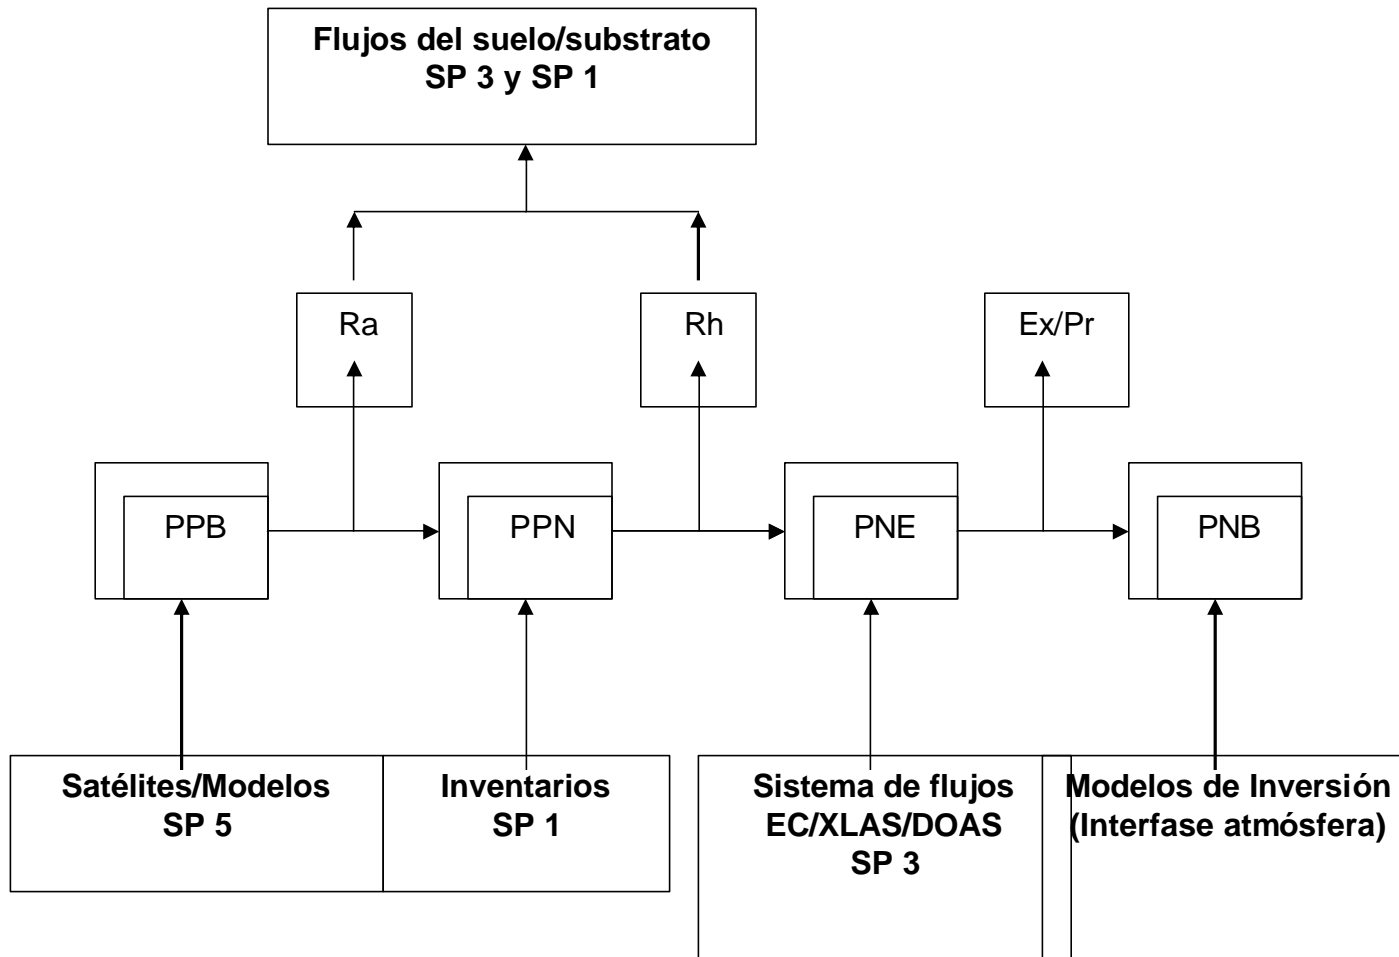 Flujos del suelo/substrato
SP 3 y SP 1
Ra
Rh
Ex/Pr
PPB
PPN
PNE
PNB
Satélites/Modelos
SP 5
Inventarios
SP 1
Sistema de flujos
EC/XLAS/DOAS
SP 3
Modelos de Inversión
(Interfase atmósfera)